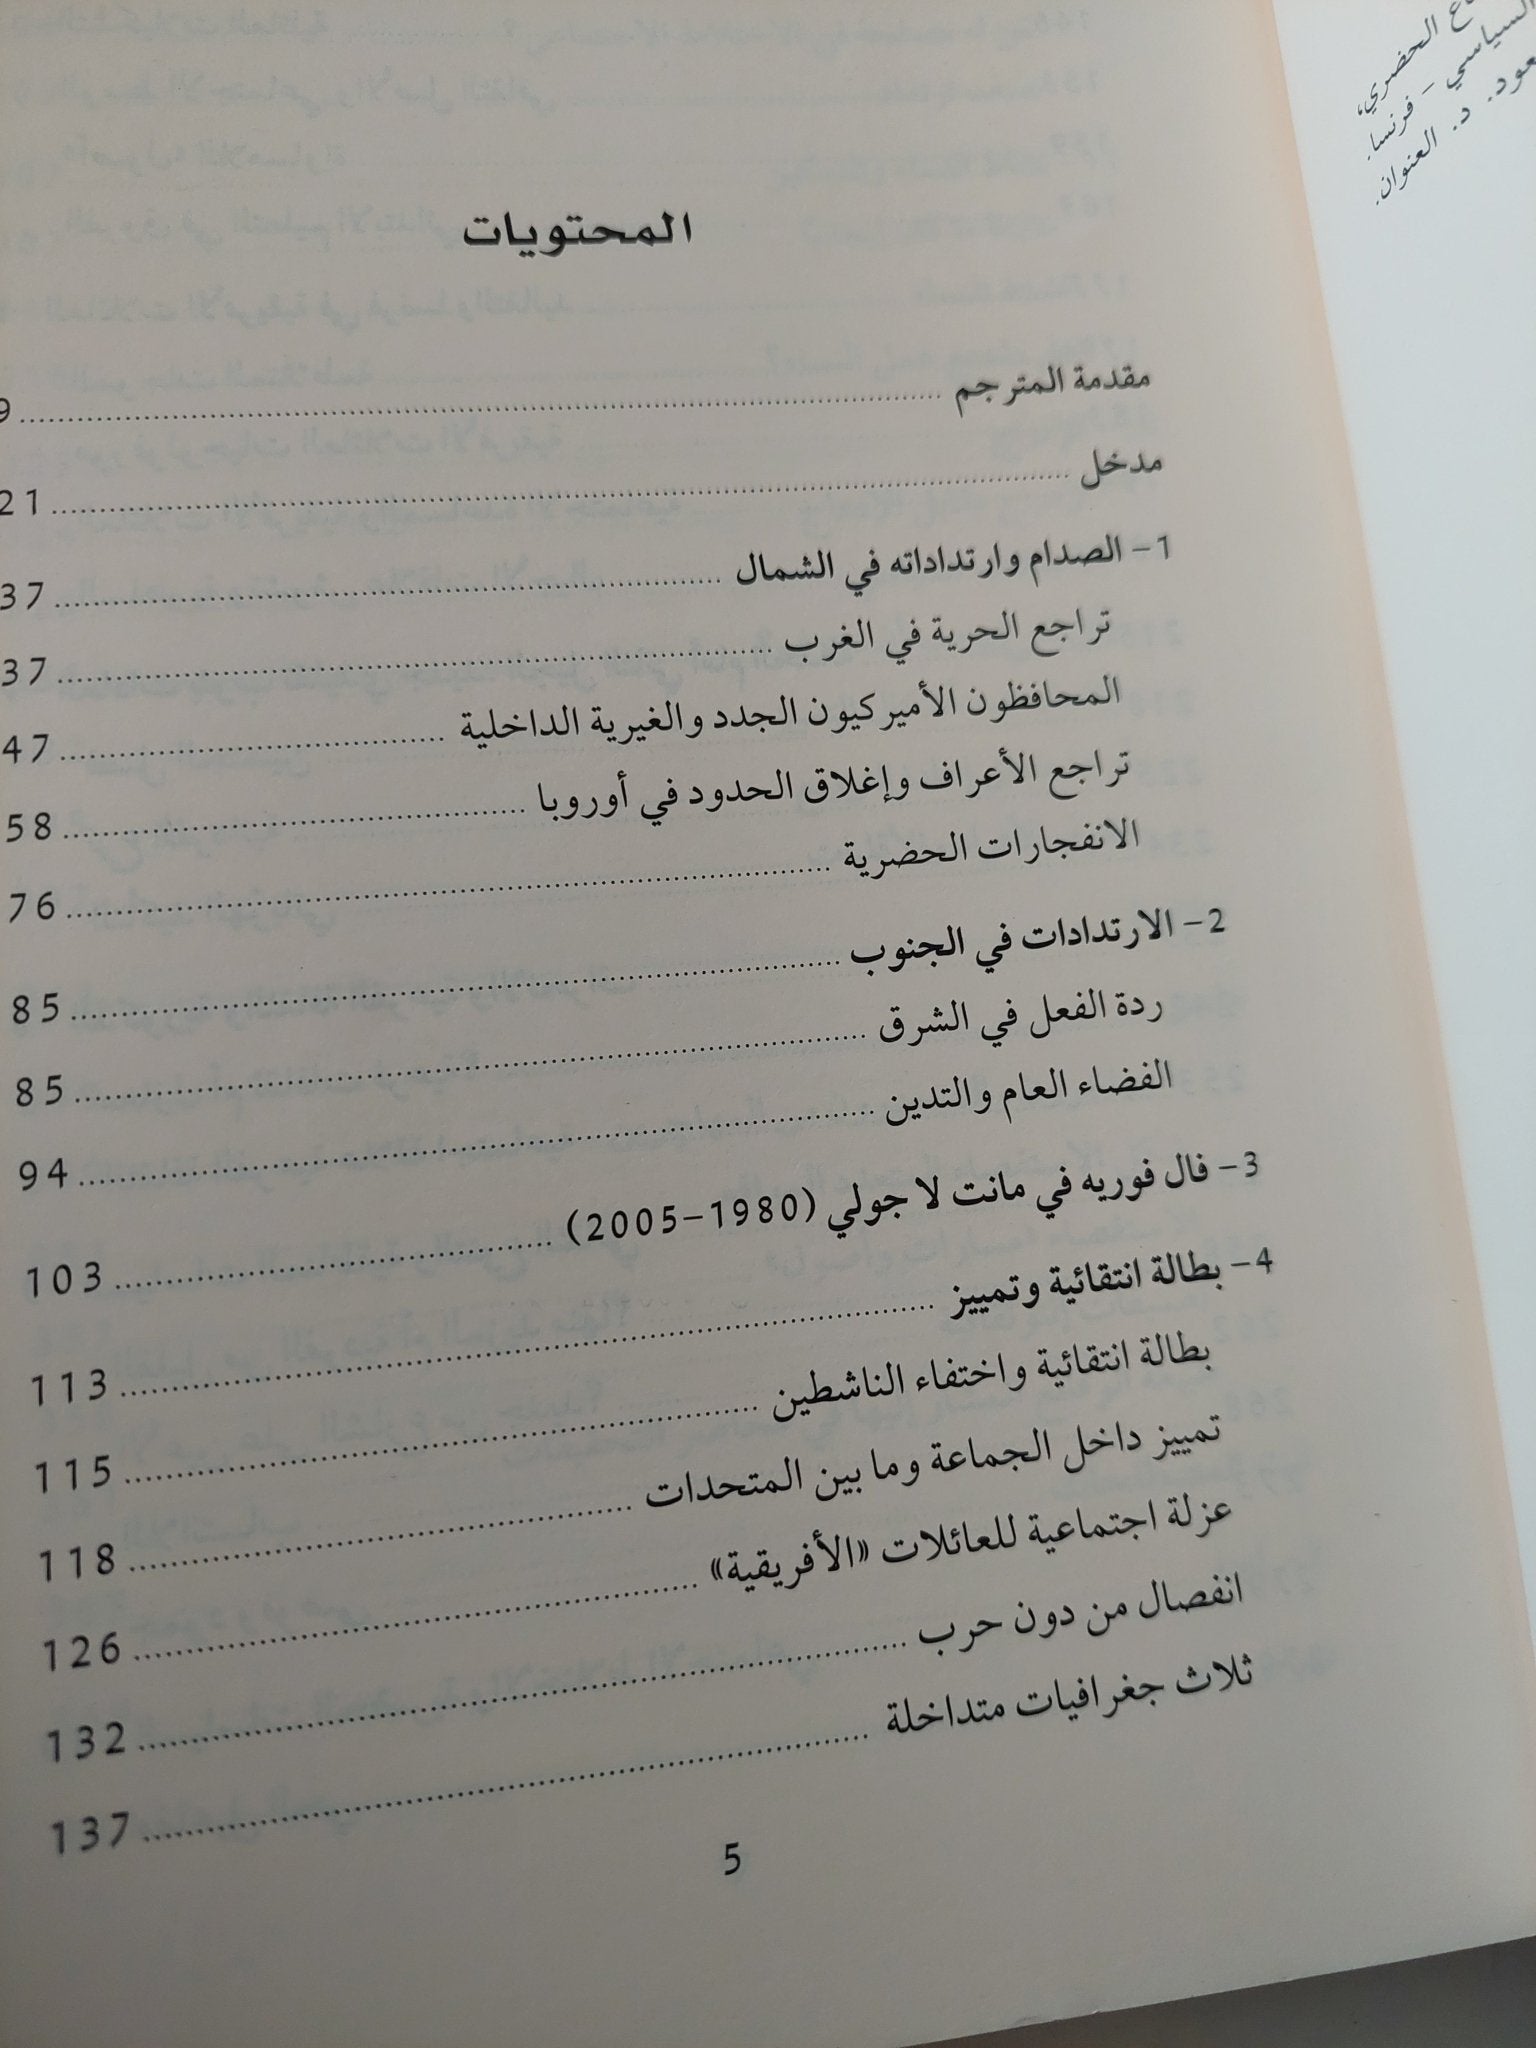 المحتويات
مقدمة المترجم ........ 9
مدخل ........ 21
1- الصدام وارتداداته في الشمال ........ 37
تراجع الحرية في الغرب ........ 37
المحافظون الأميركيون الجدد والغيرية الداخلية ........ 47
تراجع الأعراف وإغلاق الحدود في أوروبا ........ 58
الانفجارات الحضرية ........ 76
2- الارتدادات في الجنوب ........ 85
ردة الفعل في الشرق ........ 85
الفضاء العام والتدين ........ 94
3- فال فوريه في مانت لا جولي (1980-2005) ........ 103
4- بطالة انتقائية وتمييز ........ 113
بطالة انتقائية واختفاء الناشطين ........ 115
تمييز داخل الجماعة وما بين المتحدات ........ 118
عزلة اجتماعية للعائلات «الأفريقية» ........ 126
انفصال من دون حرب ........ 132
ثلاث جغرافيات متداخلة ........ 137
5
الحضري،
السياسي - فرنسا.
د. العنوان.